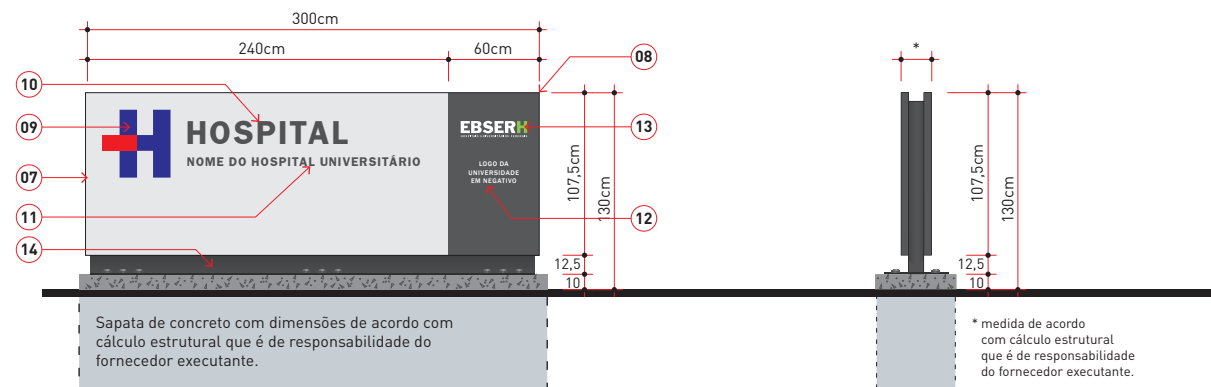 300cm
240cm
60cm
*
08
10
09
HOSPITAL
NOME DO HOSPITAL UNIVERSITÁRIO
EBSERH
13
07
LOGO DA
UNIVERSIDADE
EM NEGATIVO
11
12
14
107,5cm
130cm
12,5
10
107,5cm
130cm
12,5
10
Sapata de concreto com dimensões de acordo com
cálculo estrutural que é de responsabilidade do
fornecedor executante.
* medida de acordo
com cálculo estrutural
que é de responsabilidade
do fornecedor executante.